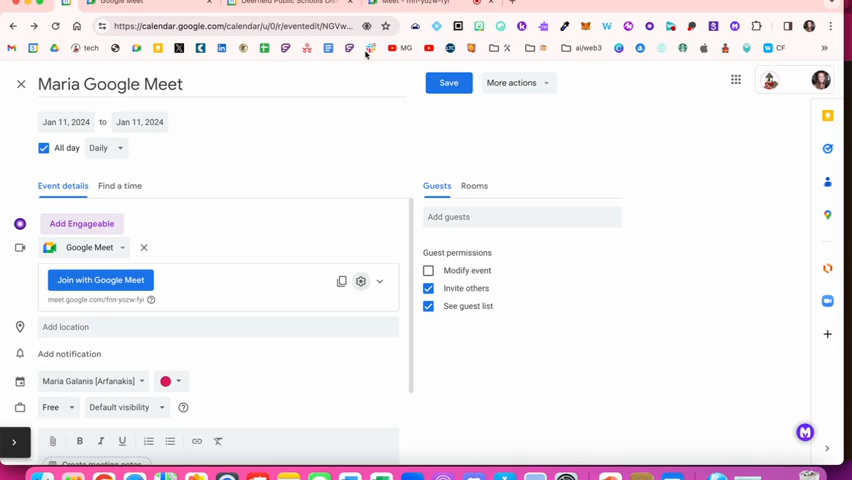 Google Meet
Deerfield Public Schools Dis
Meet - fnn-yozw-fyi
https://calendar.google.com/calendar/u/0/r/eventedit/NGVw...
tech
MG
LTC
ai/web3
CF
Maria Google Meet
Save
More actions
Jan 11, 2024 to Jan 11, 2024
All day Daily
Event details Find a time
Guests Rooms
Add Engageable
Add guests
Google Meet
Guest permissions
Modify event
Join with Google Meet
Invite others
meet.google.com/fnn-yozw-fyi
See guest list
Add location
Add notification
Maria Galanis [Arfanakis]
Free Default visibility
B I U
Create meeting notes